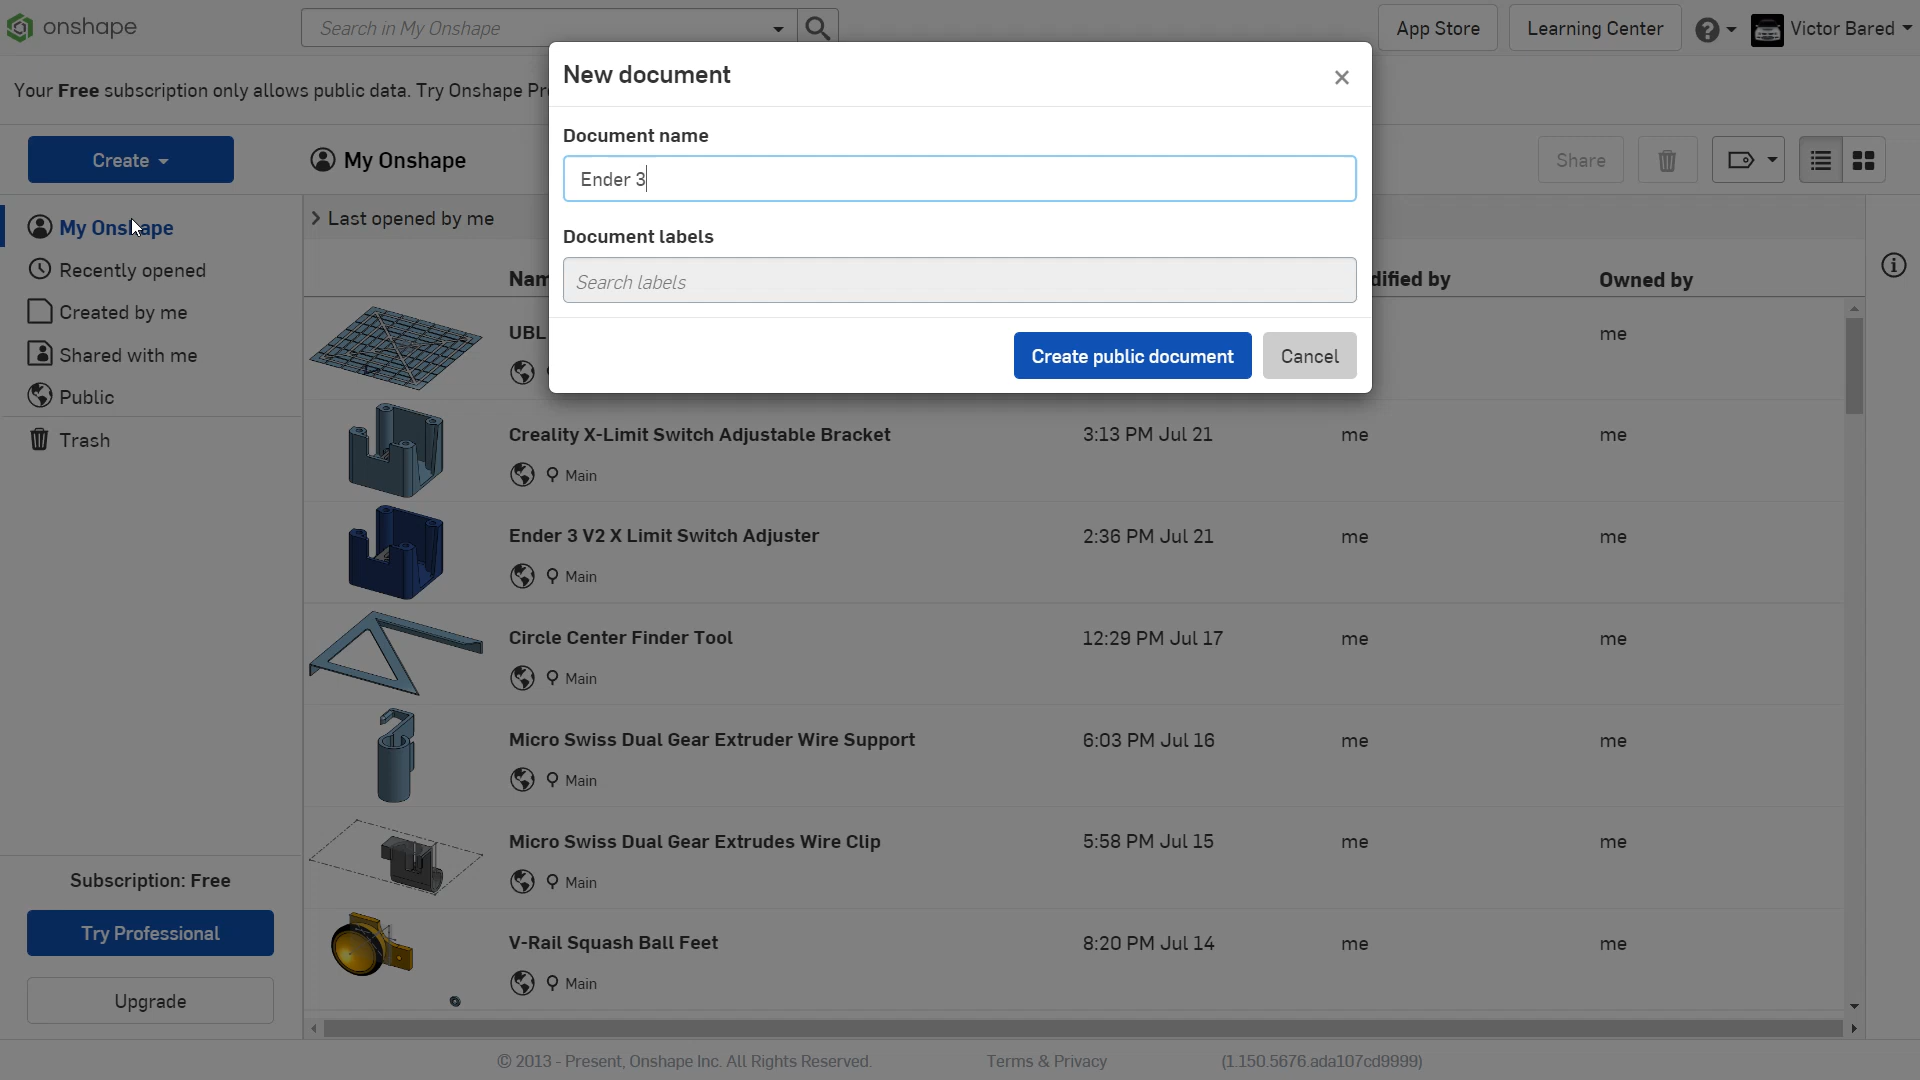 onshape
Search in My Onshape
App Store
Learning Center
Victor Bared
Your Free subscription only allows public data. Try Onshape Pr
New document
Document name
Ender 3
Document labels
Search labels
Create public document
Cancel
Create
My Onshape
Share
My Onshape
Recently opened
Created by me
Shared with me
Public
Trash
Last opened by me
Nam
dified by
Owned by
UBL
me
Creality X-Limit Switch Adjustable Bracket
3:13 PM Jul 21
me
me
Main
Ender 3 V2 X Limit Switch Adjuster
2:36 PM Jul 21
me
me
Main
Circle Center Finder Tool
12:29 PM Jul 17
me
me
Main
Micro Swiss Dual Gear Extruder Wire Support
6:03 PM Jul 16
me
me
Main
Micro Swiss Dual Gear Extrudes Wire Clip
5:58 PM Jul 15
me
me
Main
V-Rail Squash Ball Feet
8:20 PM Jul 14
me
me
Main
Subscription: Free
Try Professional
Upgrade
© 2013 - Present, Onshape Inc. All Rights Reserved.
Terms & Privacy
(1.150.5676.ada107cd9999)